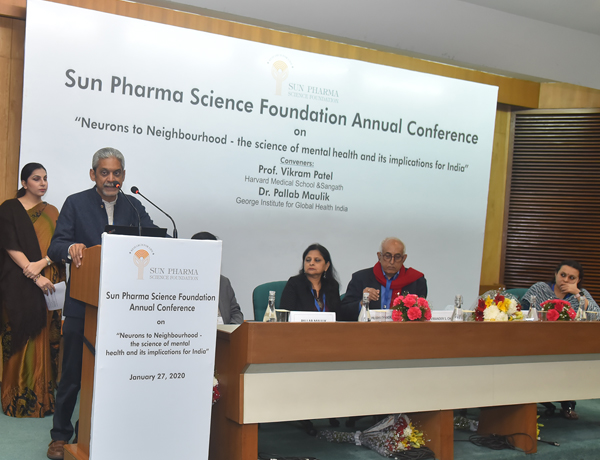 SUN PHARMA
SCIENCE FOUNDATION
Sun Pharma Science Foundation Annual Conference
on
“Neurons to Neighbourhood - the science of mental health and its implications for India”
Conveners:
Prof. Vikram Patel
Harvard Medical School &Sangath
Dr. Pallab Maulik
George Institute for Global Health India
SUN PHARMA
SCIENCE FOUNDATION
Sun Pharma Science Foundation
Annual Conference
on
“Neurons to Neighbourhood -
the science of mental
health and its implications for India”
January 27, 2020